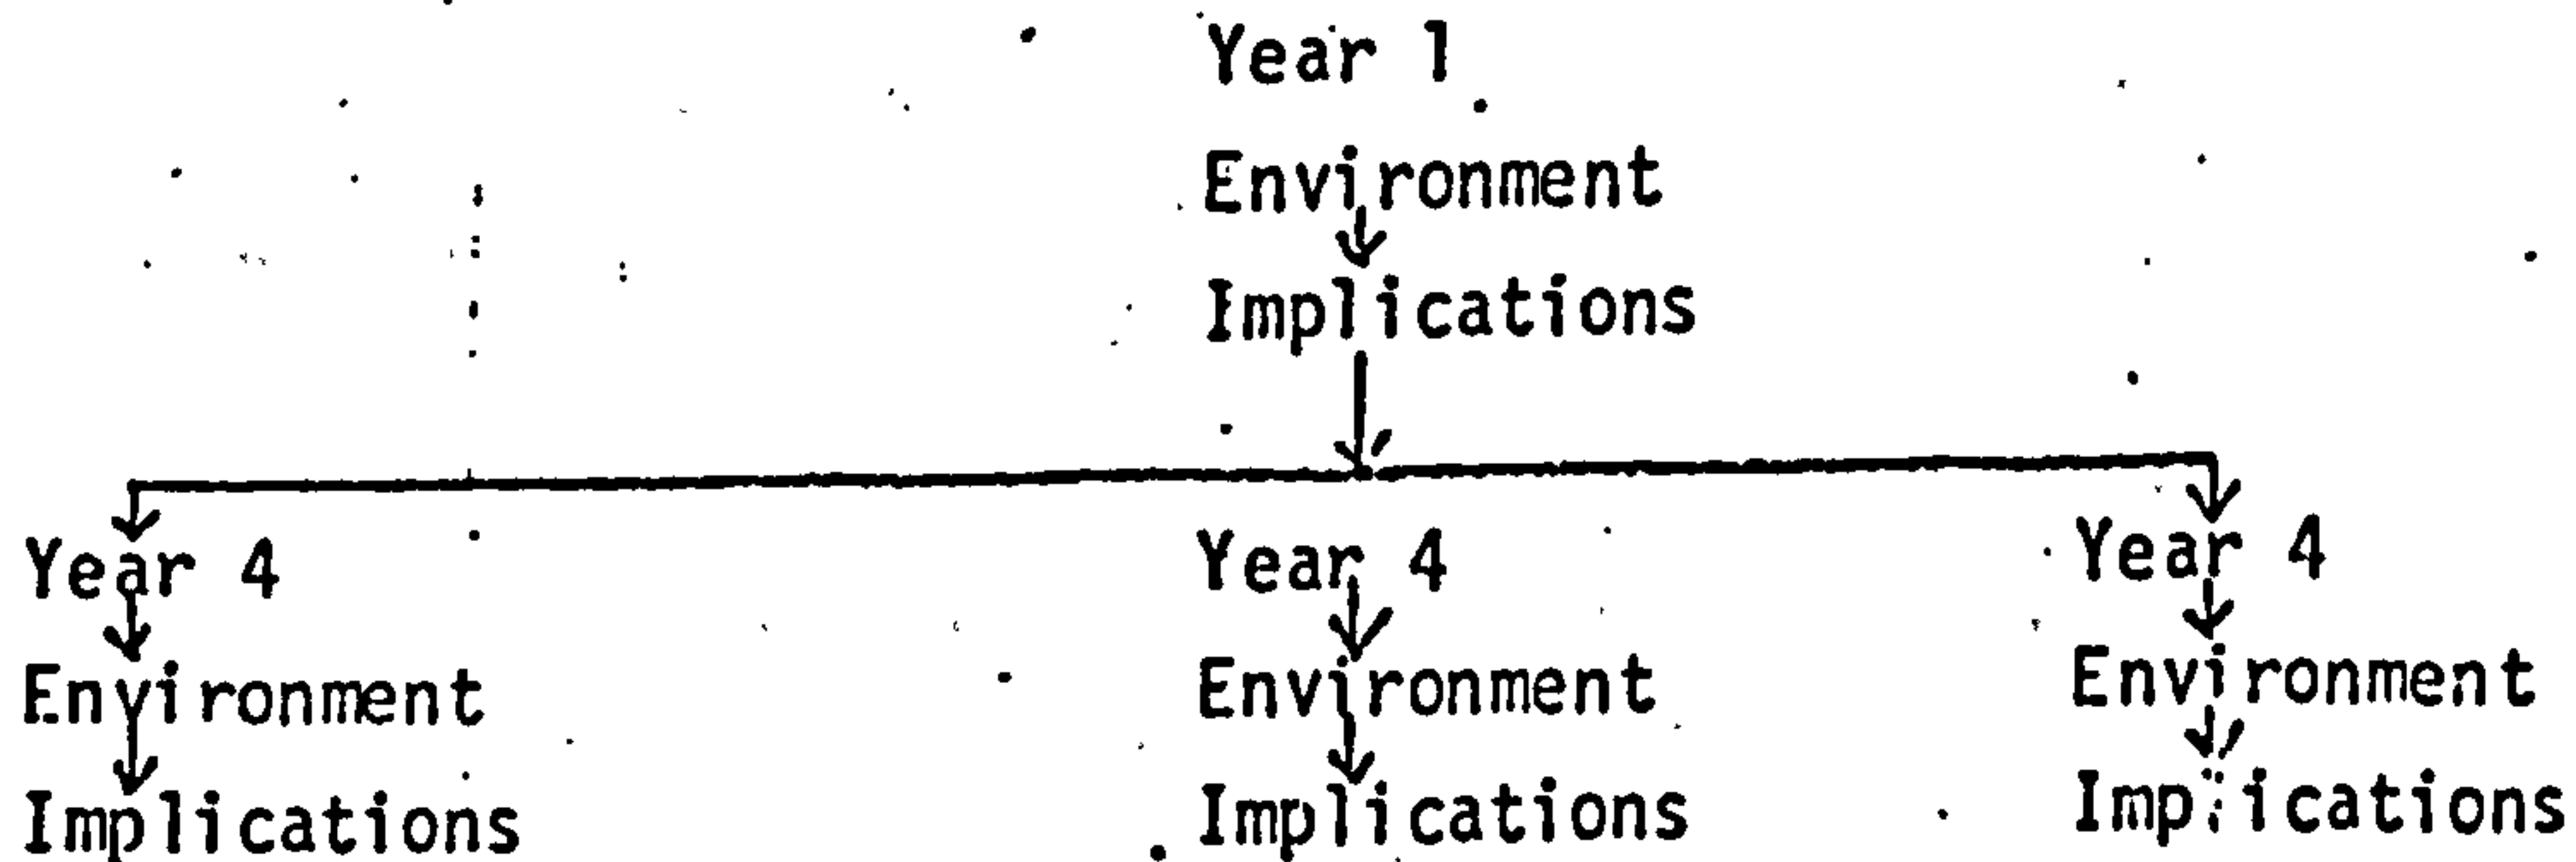 Year 1
Environment
Implications
Year 4 Year 4 Year 4
Environment Environment Environment
Implications Implications Implications